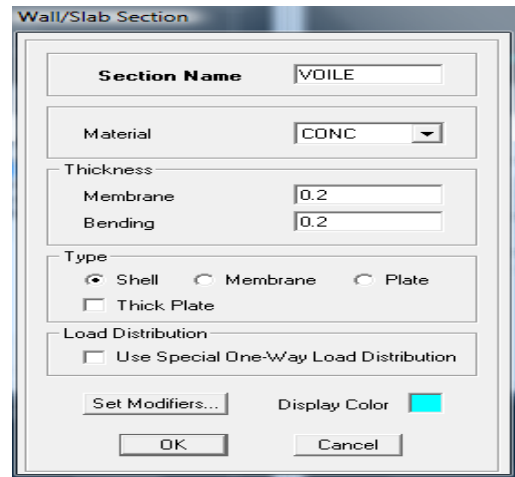 Wall/Slab Section
Section Name VOILE
Material CONC
Thickness
Membrane 0.2
Bending 0.2
Type
Shell Membrane Plate
Thick Plate
Load Distribution
Use Special One-Way Load Distribution
Set Modifiers... Display Color
OK Cancel